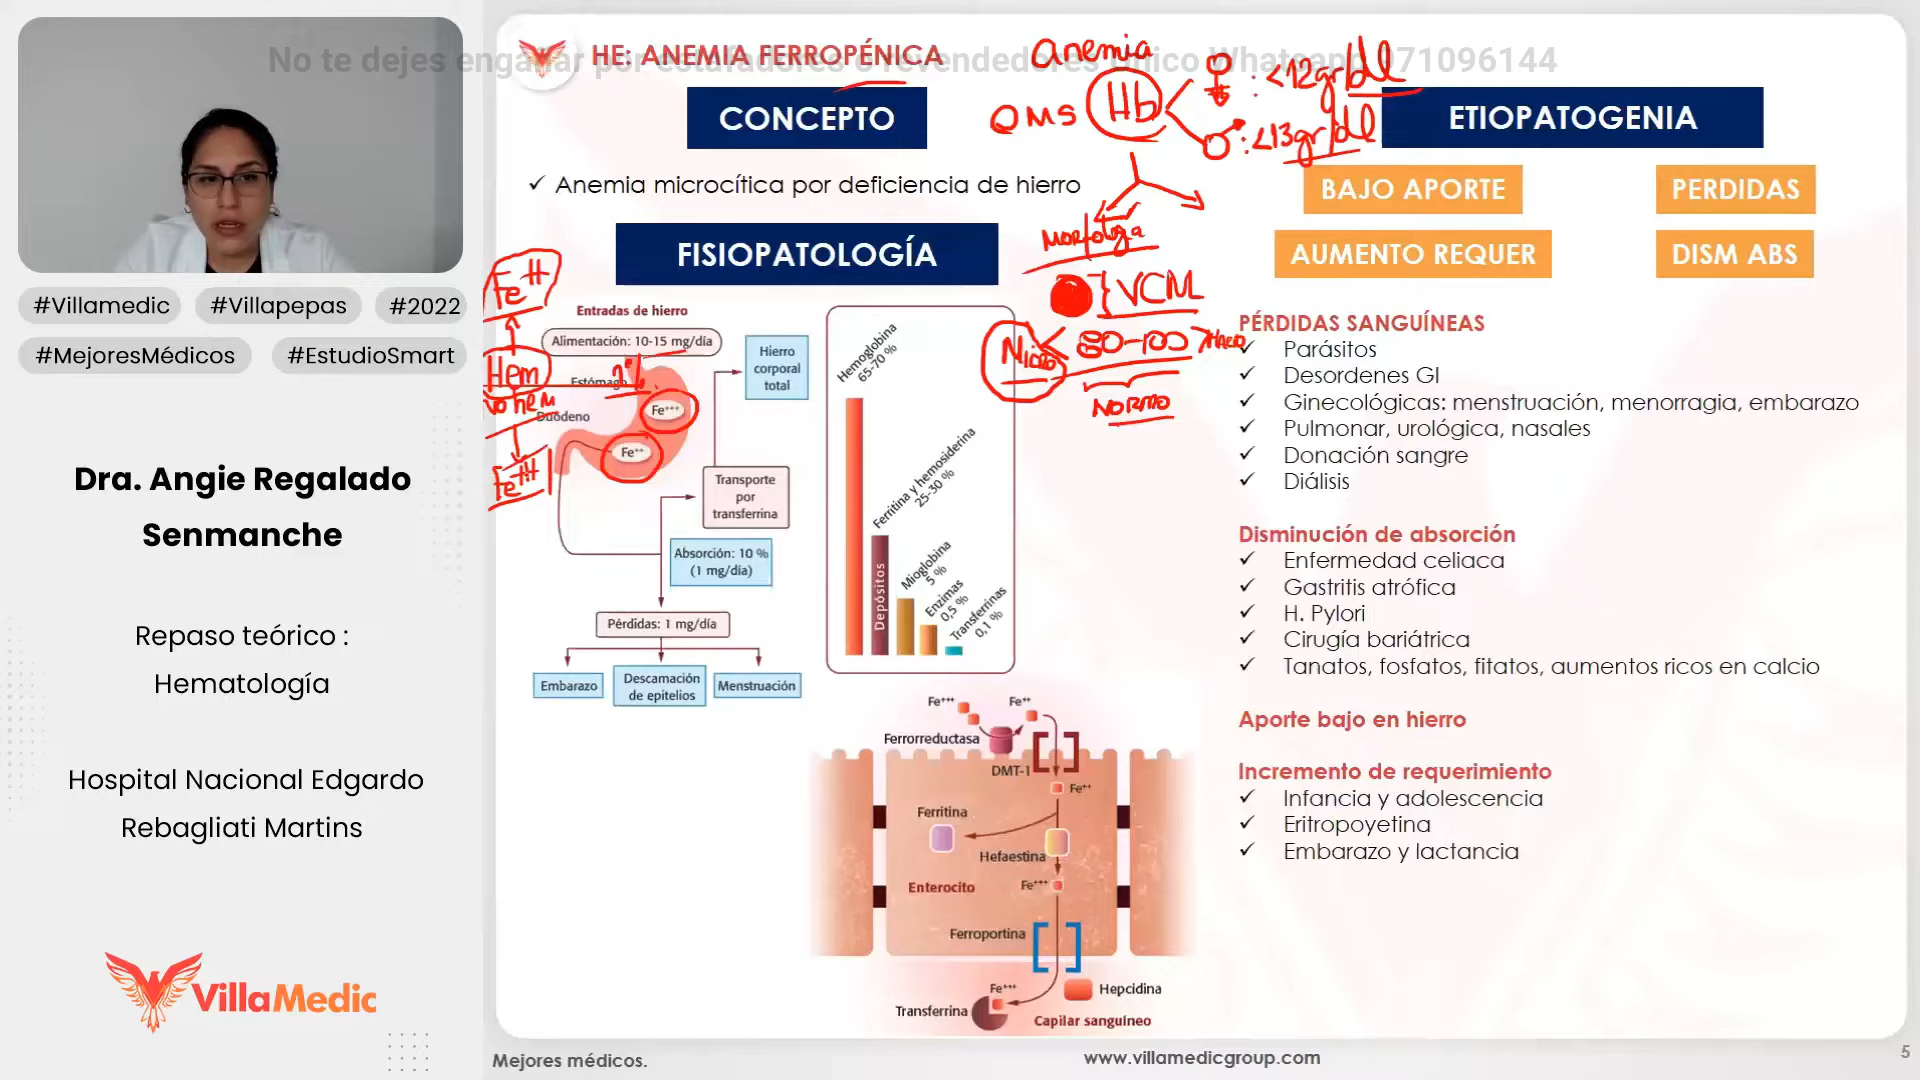 No te dejes engañar por estafadores o revendedores Unico Whatsapp 971096144
#Villamedic
#Villapepas
#2022
#MejoresMédicos
#EstudioSmart
Dra. Angie Regalado
Senmanche
Repaso teórico :
Hematología
Hospital Nacional Edgardo
Rebagliati Martins
VillaMedic
HE: ANEMIA FERROPÉNICA
CONCEPTO
✓ Anemia microcítica por deficiencia de hierro
FISIOPATOLOGÍA
anemia
OMS
Hb
♀: <12gr/dl
♂: <13gr/dl
Morfología
VCM
Micro < 80-100 > Macro
NORMO
Fe++
Hem
NO HEM
Fe+++
Entradas de hierro
Alimentación: 10-15 mg/día
Estómago
Duodeno
Fe+++
Fe++
Hierro
corporal
total
Transporte
por
transferrina
Absorción: 10 %
(1 mg/día)
Pérdidas: 1 mg/día
Embarazo
Descamación
de epitelios
Menstruación
Hemoglobina
65-70 %
Depósitos
Ferritina y hemosiderina
25-30 %
Mioglobina
5 %
Enzimas
0,5 %
Transferrinas
0,1 %
Fe+++
Fe++
Ferrorreductasa
DMT-1
Fe++
Ferritina
Hefaestina
Enterocito
Fe+++
Ferroportina
Fe+++
Hepcidina
Transferrina
Capilar sanguíneo
ETIOPATOGENIA
BAJO APORTE
PERDIDAS
AUMENTO REQUER
DISM ABS
PÉRDIDAS SANGUÍNEAS
✓ Parásitos
✓ Desordenes GI
✓ Ginecológicas: menstruación, menorragia, embarazo
✓ Pulmonar, urológica, nasales
✓ Donación sangre
✓ Diálisis
Disminución de absorción
✓ Enfermedad celiaca
✓ Gastritis atrófica
✓ H. Pylori
✓ Cirugía bariátrica
✓ Tanatos, fosfatos, fitatos, aumentos ricos en calcio
Aporte bajo en hierro
Incremento de requerimiento
✓ Infancia y adolescencia
✓ Eritropoyetina
✓ Embarazo y lactancia
Mejores médicos.
www.villamedicgroup.com
5